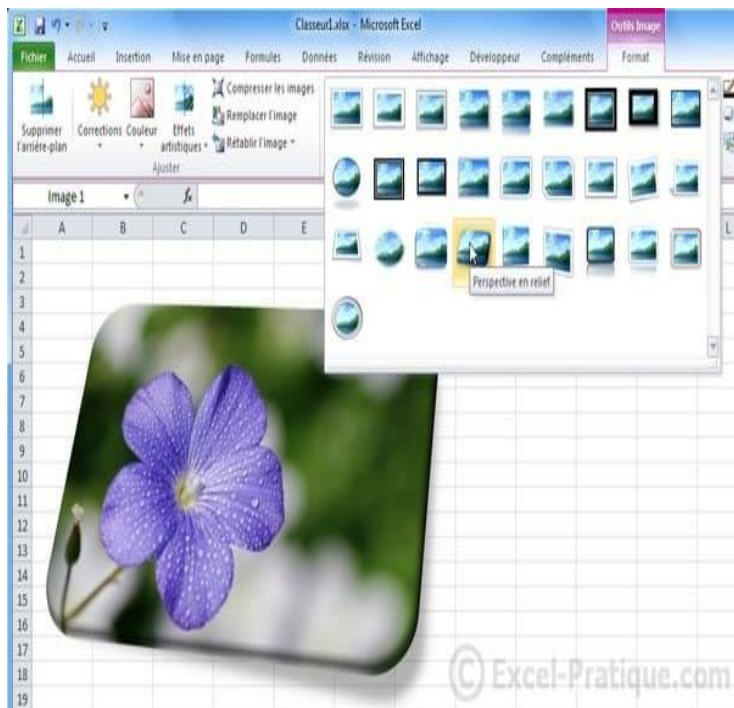 Classeur1.xlsx - Microsoft Excel
Outils Image
Fichier Accueil Insertion Mise en page Formules Données Révision Affichage Développeur Compléments Format
Supprimer l'arrière-plan
Corrections
Couleur
Effets artistiques
Compresser les images
Remplacer l'image
Rétablir l'image
Ajuster
Image 1
fx
A B C D E L
1
2
3
4
5
6
7
8
9
10
11
12
13
14
15
16
17
18
19
Perspective en relief
© Excel-Pratique.com